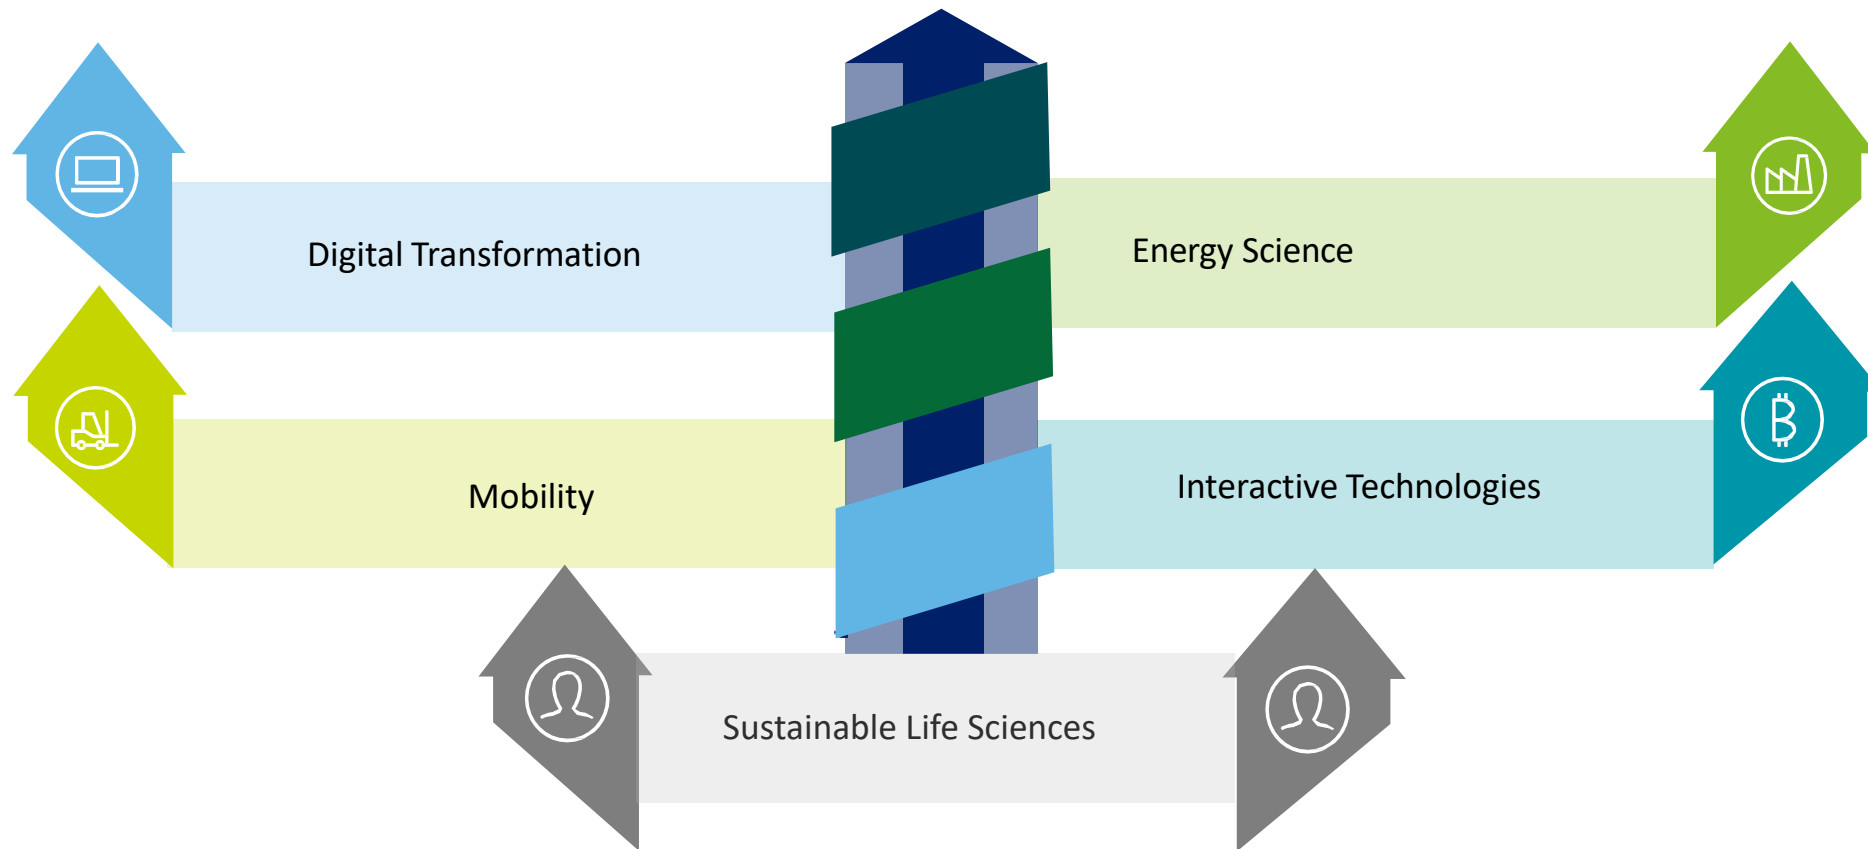 Digital Transformation
Energy Science
Mobility
Interactive Technologies
Sustainable Life Sciences